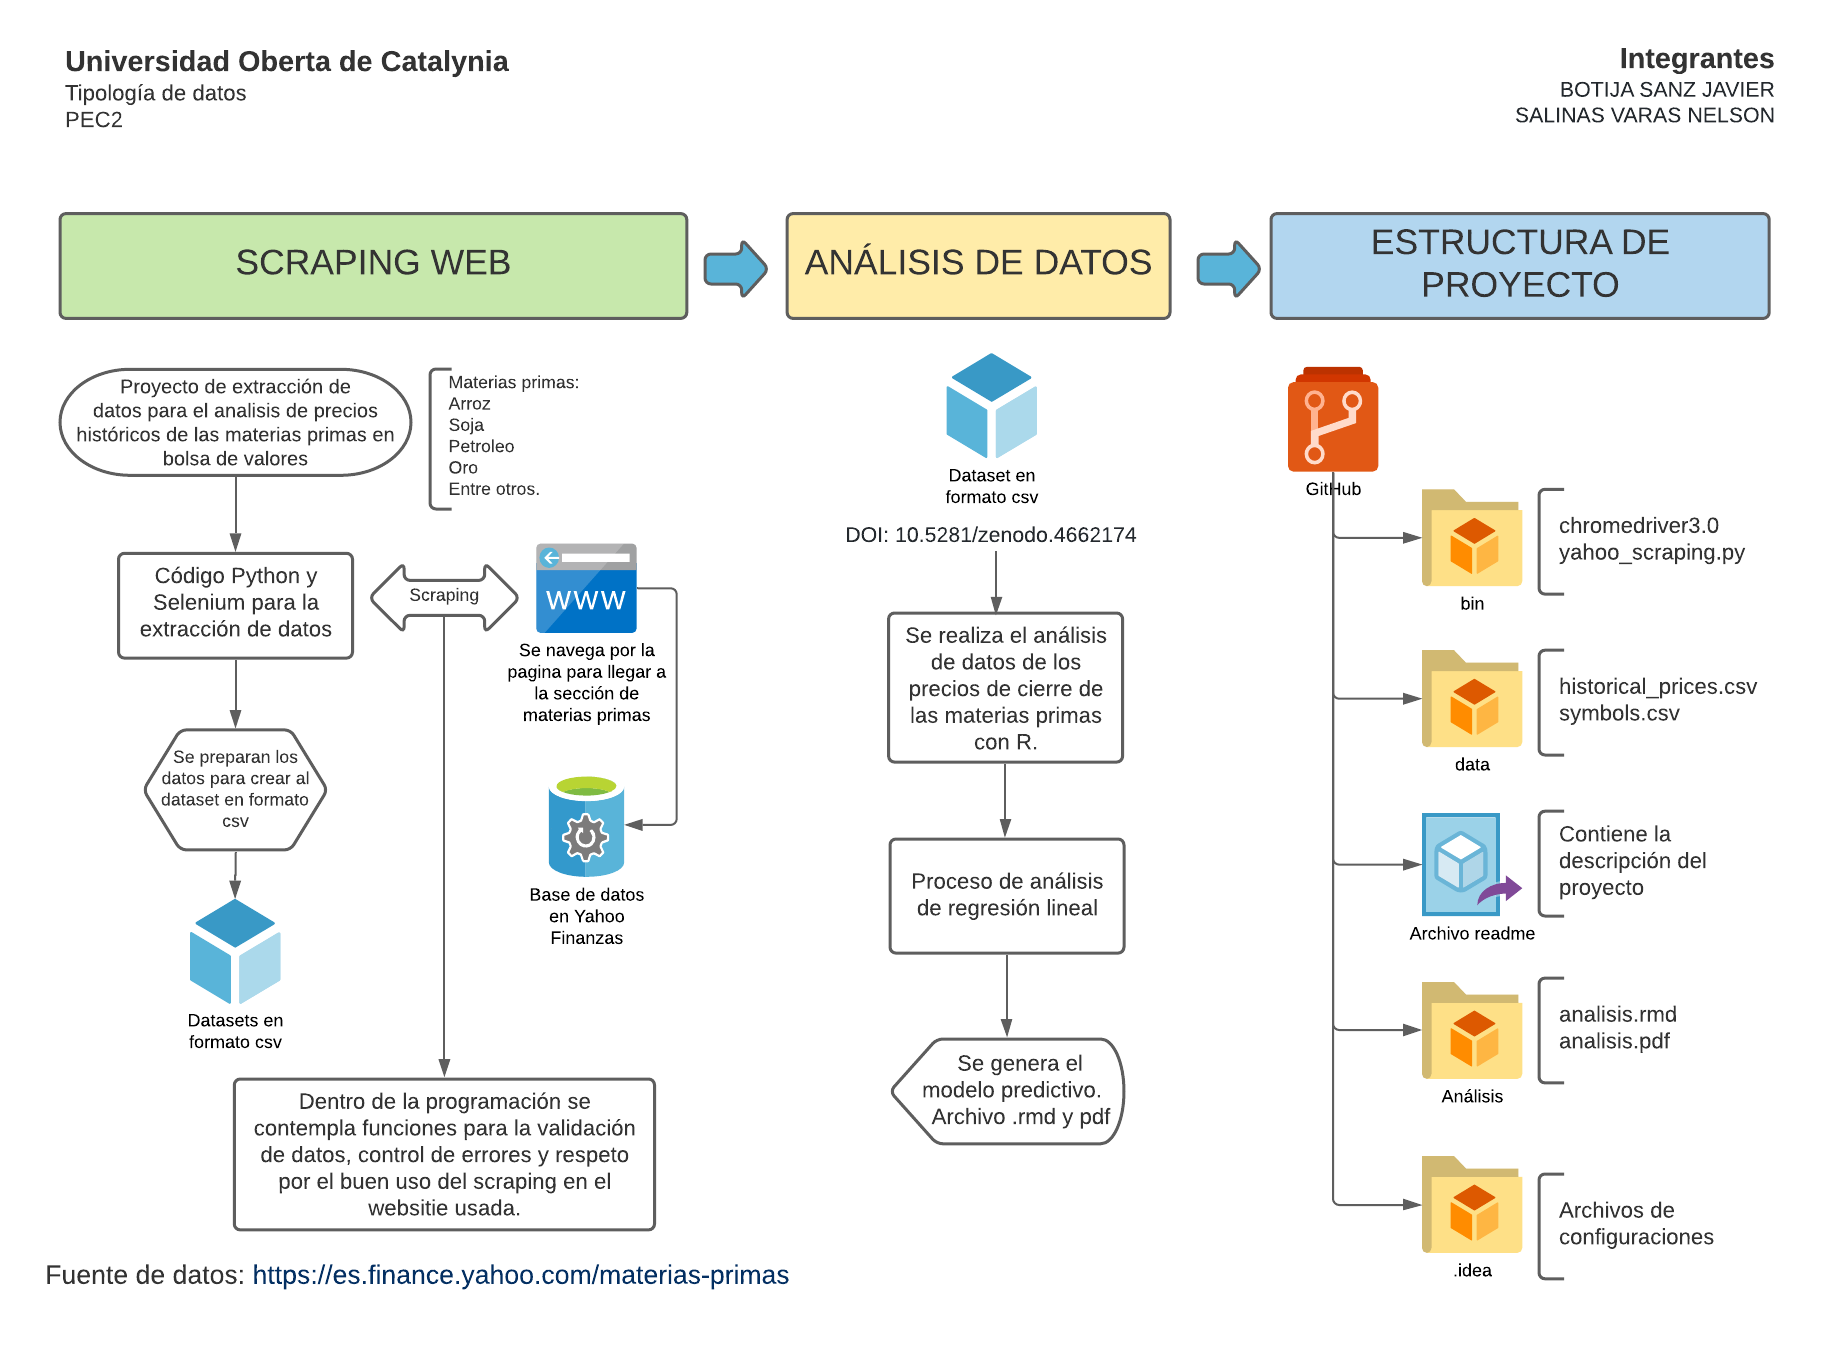 Universidad Oberta de Catalynia
Tipología de datos
PEC2
Integrantes
BOTIJA SANZ JAVIER
SALINAS VARAS NELSON
SCRAPING WEB
ANÁLISIS DE DATOS
ESTRUCTURA DE
PROYECTO
Proyecto de extracción de
datos para el analisis de precios
históricos de las materias primas en
bolsa de valores
Materias primas:
Arroz
Soja
Petroleo
Oro
Entre otros.
Código Python y
Selenium para la
extracción de datos
Scraping
WWW
Se navega por la
pagina para llegar a
la sección de
materias primas
Se preparan los
datos para crear al
dataset en formato
csv
Base de datos
en Yahoo
Finanzas
Datasets en
formato csv
Dentro de la programación se
contempla funciones para la validación
de datos, control de errores y respeto
por el buen uso del scraping en el
websitie usada.
Fuente de datos: https://es.finance.yahoo.com/materias-primas
Dataset en
formato csv
DOI: 10.5281/zenodo.4662174
Se realiza el análisis
de datos de los
precios de cierre de
las materias primas
con R.
Proceso de análisis
de regresión lineal
Se genera el
modelo predictivo.
Archivo .rmd y pdf
GitHub
chromedriver3.0
yahoo_scraping.py
bin
historical_prices.csv
symbols.csv
data
Contiene la
descripción del
proyecto
Archivo readme
analisis.rmd
analisis.pdf
Análisis
Archivos de
configuraciones
.idea